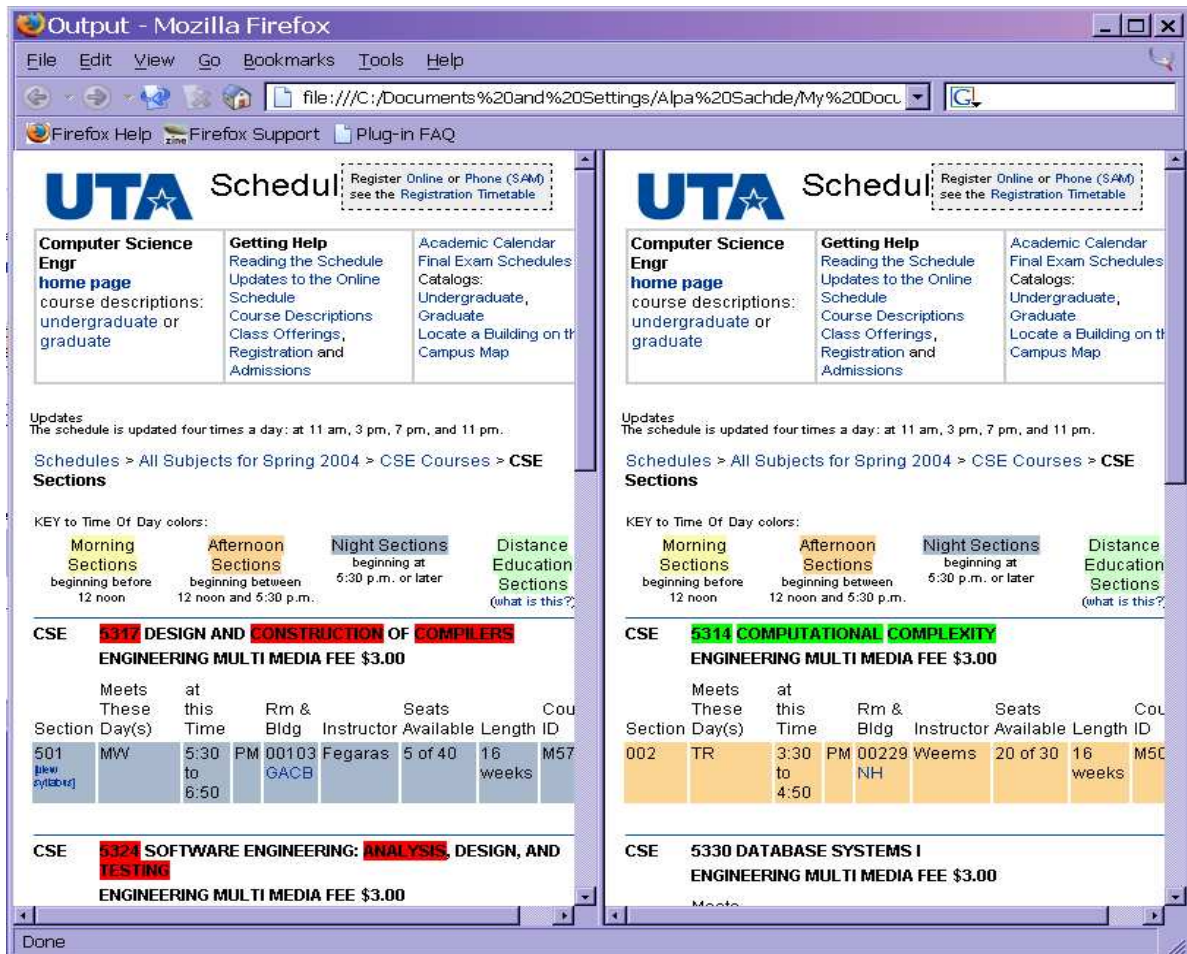 Output - Mozilla Firefox
File Edit View Go Bookmarks Tools Help
file:///C:/Documents%20and%20Settings/Alpa%20Sachde/My%20Docu
G
Firefox Help Firefox Support Plug-in FAQ
UTA
Schedul
Register Online or Phone (SAM)
see the Registration Timetable
Computer Science
Engr
home page
course descriptions:
undergraduate or
graduate
Getting Help
Reading the Schedule
Updates to the Online
Schedule
Course Descriptions
Class Offerings,
Registration and
Admissions
Academic Calendar
Final Exam Schedules
Catalogs:
Undergraduate,
Graduate
Locate a Building on th
Campus Map
Updates
The schedule is updated four times a day: at 11 am, 3 pm, 7 pm, and 11 pm.
Schedules > All Subjects for Spring 2004 > CSE Courses > CSE
Sections
KEY to Time Of Day colors:
Morning
Sections
beginning before
12 noon
Afternoon
Sections
beginning between
12 noon and 5:30 p.m.
Night Sections
beginning at
5:30 p.m. or later
Distance
Education
Sections
(what is this?)
CSE 5317 DESIGN AND CONSTRUCTION OF COMPILERS
ENGINEERING MULTI MEDIA FEE $3.00
Meets at
These this Rm & Seats Cou
Section Day(s) Time Bldg Instructor Available Length ID
501 MW 5:30 PM 00103 Fegaras 5 of 40 16 M57
[view to GACB weeks
syllabus] 6:50
CSE 5324 SOFTWARE ENGINEERING: ANALYSIS, DESIGN, AND
TESTING
ENGINEERING MULTI MEDIA FEE $3.00
UTA
Schedul
Register Online or Phone (SAM)
see the Registration Timetable
Computer Science
Engr
home page
course descriptions:
undergraduate or
graduate
Getting Help
Reading the Schedule
Updates to the Online
Schedule
Course Descriptions
Class Offerings,
Registration and
Admissions
Academic Calendar
Final Exam Schedules
Catalogs:
Undergraduate,
Graduate
Locate a Building on th
Campus Map
Updates
The schedule is updated four times a day: at 11 am, 3 pm, 7 pm, and 11 pm.
Schedules > All Subjects for Spring 2004 > CSE Courses > CSE
Sections
KEY to Time Of Day colors:
Morning
Sections
beginning before
12 noon
Afternoon
Sections
beginning between
12 noon and 5:30 p.m.
Night Sections
beginning at
5:30 p.m. or later
Distance
Education
Sections
(what is this?
CSE 5314 COMPUTATIONAL COMPLEXITY
ENGINEERING MULTI MEDIA FEE $3.00
Meets at
These this Rm & Seats Cou
Section Day(s) Time Bldg Instructor Available Length ID
002 TR 3:30 PM 00229 Weems 20 of 30 16 M50
to NH weeks
4:50
CSE 5330 DATABASE SYSTEMS I
ENGINEERING MULTI MEDIA FEE $3.00
Done